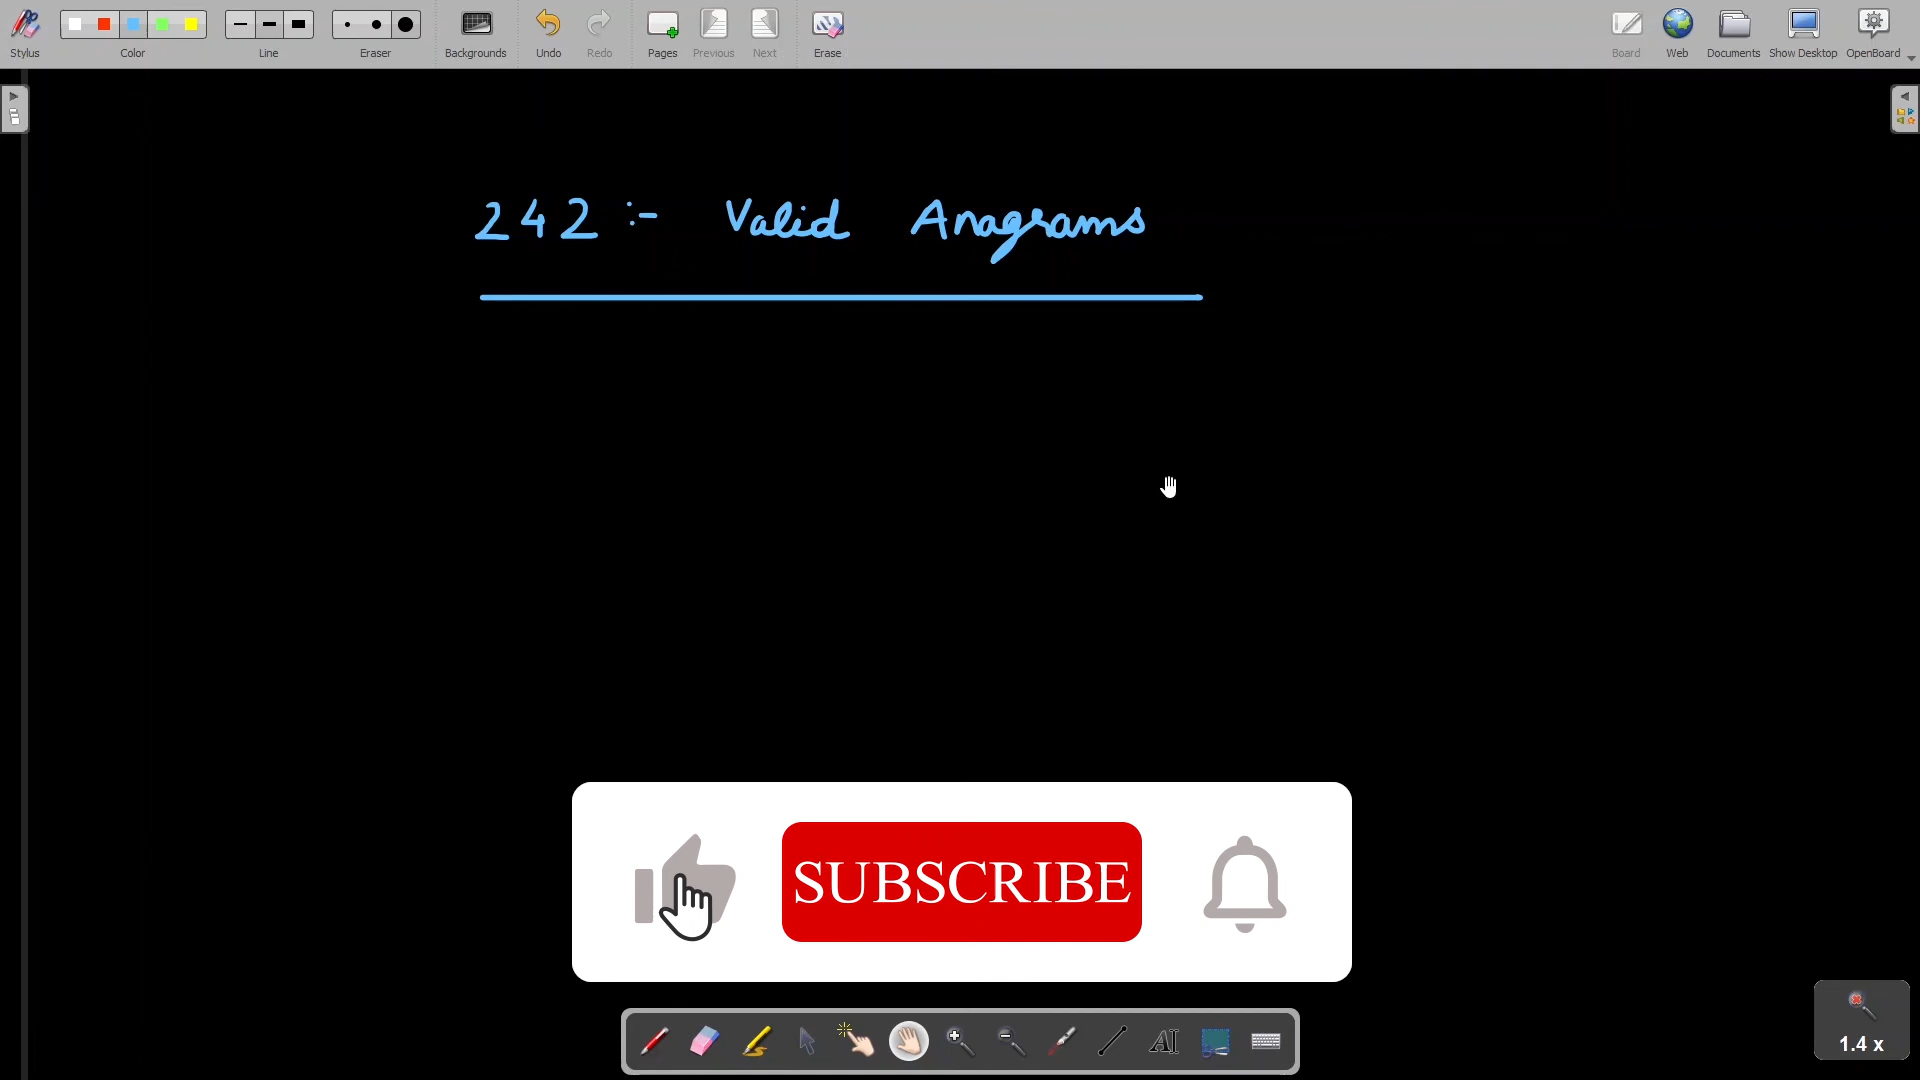 Stylus Color Line Eraser Backgrounds Undo Redo Pages Previous Next Erase Board Web Documents Show Desktop OpenBoard
242 :- Valid Anagrams
SUBSCRIBE
AI
1.4 x